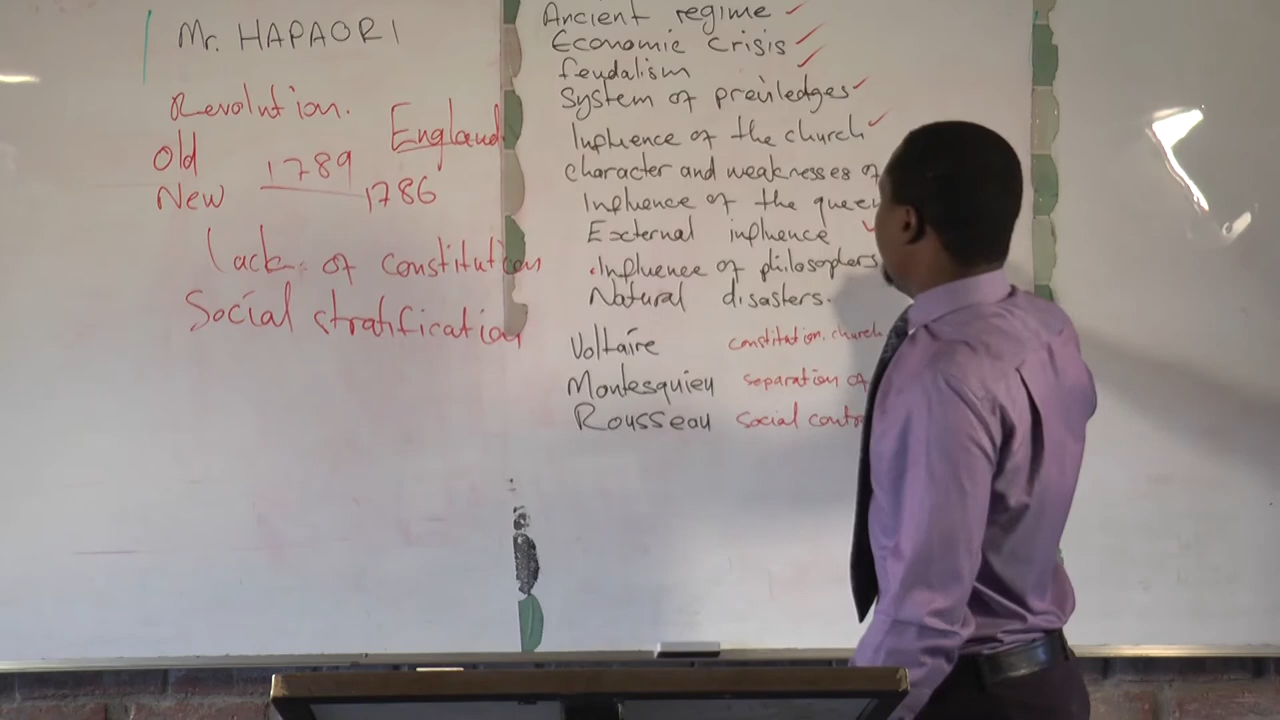 Mr. HAPAORI
Revolution.
England
Old
1789
New
1786
lack of constitution
Social stratification
Ancient regime
Economic crisis
feudalism
System of previledges
Influence of the church
character and weaknesses of
Influence of the queen
External influence
Influence of philosophers
Natural disasters.
Voltaire constitution, church
Montesquieu separation of
Rousseau social contr